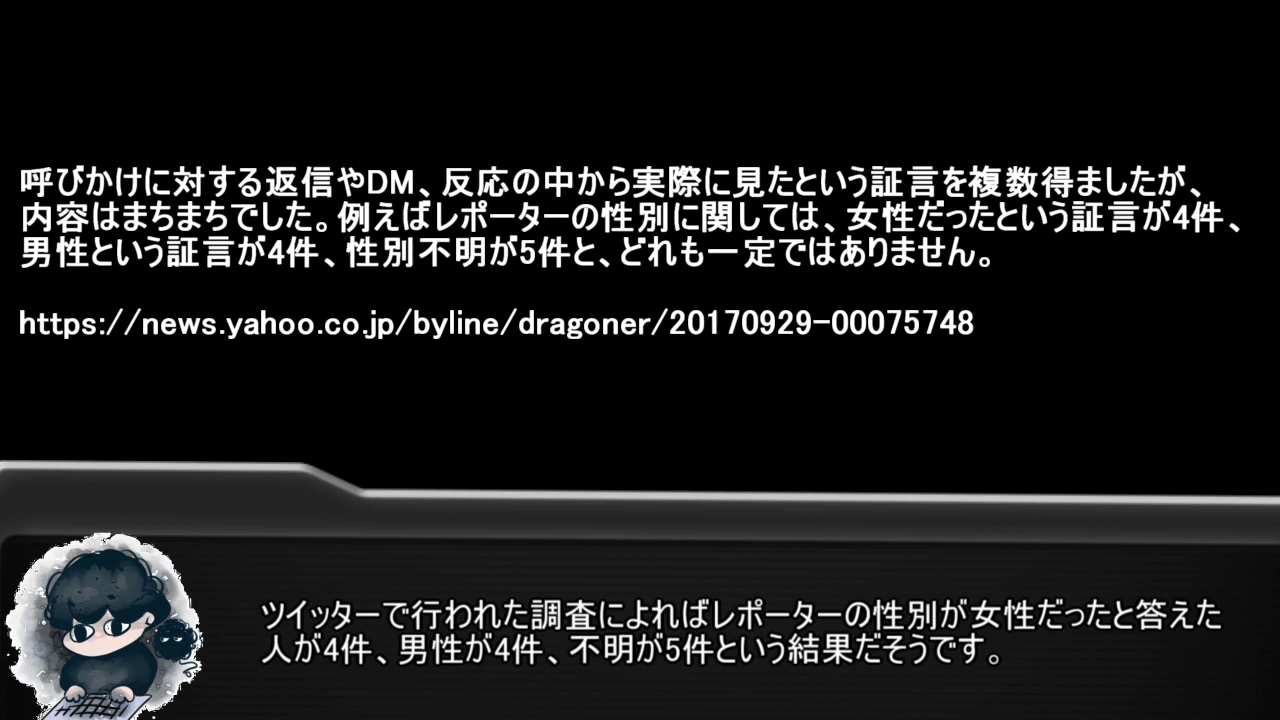 呼びかけに対する返信やDM、反応の中から実際に見たという証言を複数得ましたが、
内容はまちまちでした。例えばレポーターの性別に関しては、女性だったという証言が4件、
男性という証言が4件、性別不明が5件と、どれも一定ではありません。
https://news.yahoo.co.jp/byline/dragoner/20170929-00075748
ツイッターで行われた調査によればレポーターの性別が女性だったと答えた
人が4件、男性が4件、不明が5件という結果だそうです。